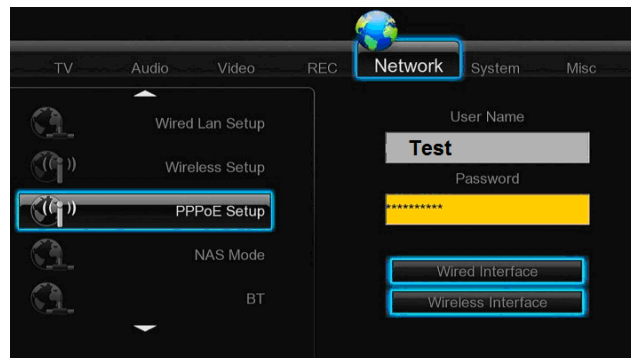 TV Audio Video REC Network System Misc
Wired Lan Setup
Wireless Setup
PPPoE Setup
NAS Mode
BT
User Name
Test
Password
**********
Wired Interface
Wireless Interface